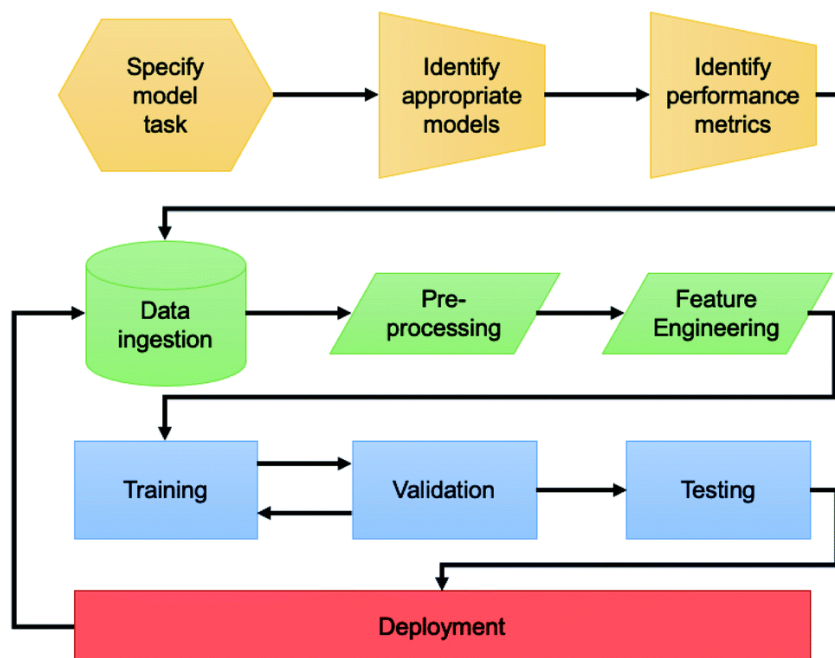 Specify
model
task
Identify
appropriate
models
Identify
performance
metrics
Data
ingestion
Pre-
processing
Feature
Engineering
Training
Validation
Testing
Deployment